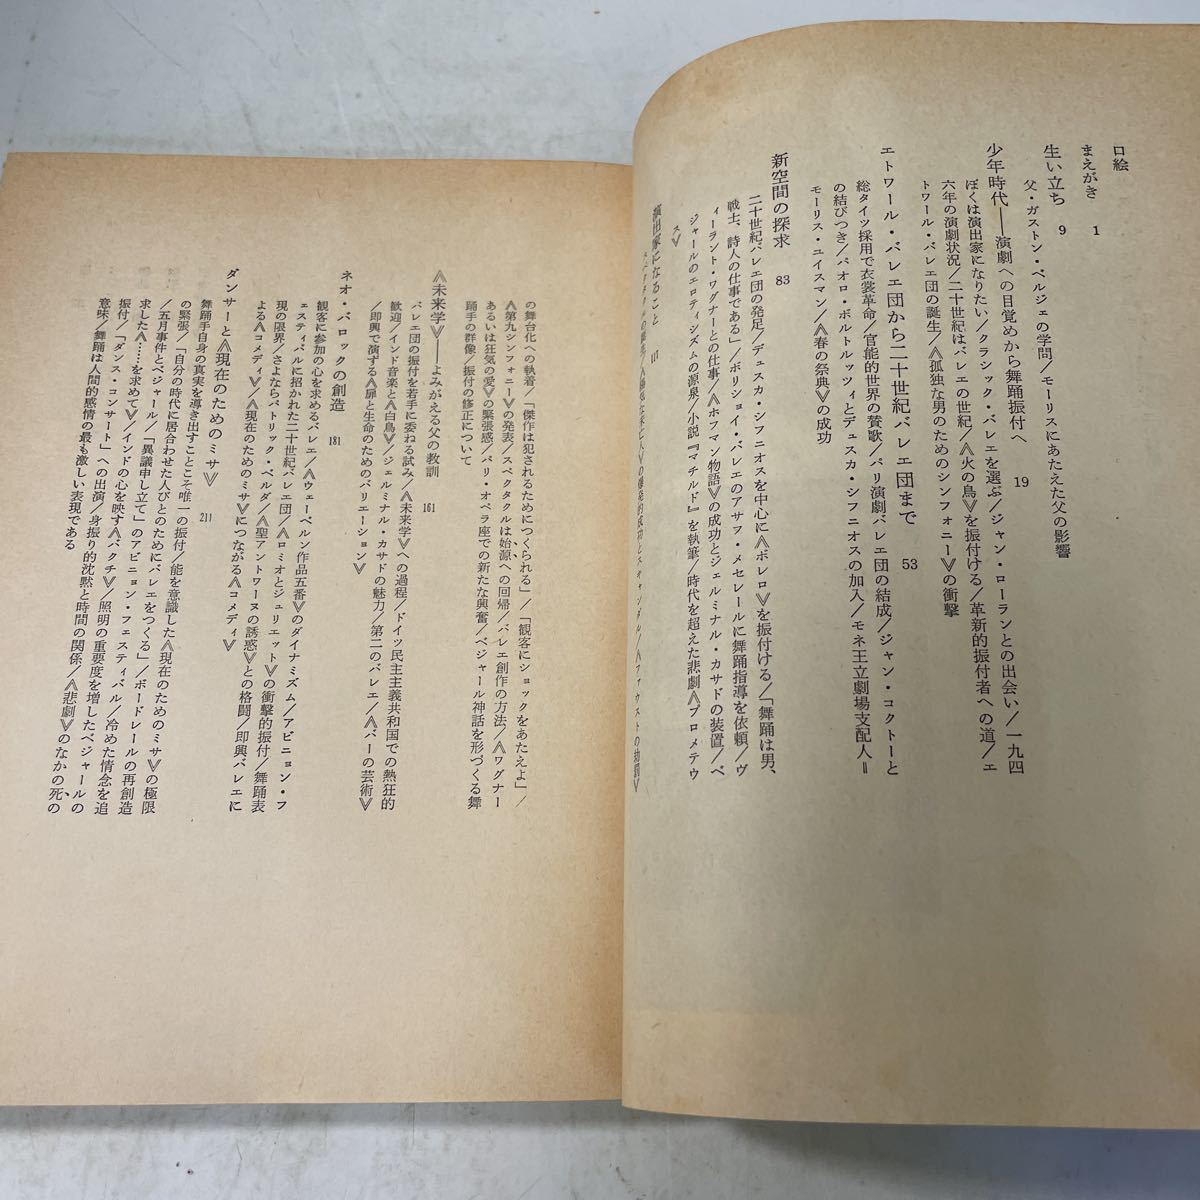 口絵
まえがき 1
生い立ち 9
父・ガストン・ベルジェの学問/モーリスにあたえた父の影響
少年時代――演劇への目覚めから舞踊振付へ 19
ぼくは演出家になりたい/クラシック・バレエを選ぶ/ジャン・ローランとの出会い/一九四
六年の演劇状況/二十世紀はバレエの世紀/《火の鳥》を振付ける/革新的振付者への道/エ
トワール・バレエ団の誕生/《孤独な男のためのシンフォニー》の衝撃
エトワール・バレエ団から二十世紀バレエ団まで 53
総タイツ採用で衣裳革命/官能的世界の賛歌/パリ演劇バレエ団の結成/ジャン・コクトーと
の結びつき/パオロ・ボルトルッツィとデュスカ・シフニオスの加入/モネ王立劇場支配人=
モーリス・ユイスマン/《春の祭典》の成功
新空間の探求 83
二十世紀バレエ団の発足/デュスカ・シフニオスを中心に《ボレロ》を振付ける/「舞踊は男、
戦士、詩人の仕事である」/ボリショイ・バレエのアサフ・メセレールに舞踊指導を依頼/ヴ
ィーラント・ワグナーとの仕事/《ホフマン物語》の成功とジェルミナル・カサドの装置/ベ
ジャールのエロティシズムの源泉/小説『マチルド』を執筆/時代を超えた悲劇《プロメテウ
ス》
演出家になること 117
の舞台化への執着/「傑作は犯されるためにつくられる」/「観客にショックをあたえよ」/
《第九シンフォニー》の発表/スペクタクルは始源への回帰/バレエ創作の方法/《ワグナー
あるいは狂気の愛》の緊張感/パリ・オペラ座での新たな興奮/ベジャール神話を形づくる舞
踊手の群像/振付の修正について
《未来学》――よみがえる父の教訓 161
バレエ団の振付を若手に委ねる試み/《未来学》への過程/ドイツ民主主義共和国での熱狂的
歓迎/インド音楽と《白鳥》/ジェルミナル・カサドの魅力/第二のバレエ/《バーの芸術》
/即興で演ずる《扉と生命のためのバリエーション》
ネオ・バロックの創造 181
観客に参加の心を求めるバレエ/《ウェーベルン作品五番》のダイナミズム/アビニョン・フ
ェスティバルに招かれた二十世紀バレエ団/《ロミオとジュリエット》の衝撃的振付/舞踊表
現の限界/さよならパトリック・ベルダ/《聖アントワーヌの誘惑》との格闘/即興バレエに
よる《コメディ》/《現在のためのミサ》につながる《コメディ》
ダンサーと《現在のためのミサ》 211
舞踊手自身の真実を導き出すことこそ唯一の振付/能を意識した《現在のためのミサ》の極限
の緊張/「自分の時代に居合わせた人びとのためにバレエをつくる」/ボードレールの再創造
/五月事件とベジャール/「異議申し立て」のアビニョン・フェスティバル/冷めた情念を追
求した《……を求めて》/インドの心を映す《バクチ》/照明の重要度を増したベジャールの
振付/「ダンス・コンサート」への出演/身振り的沈黙と時間の関係/《悲劇》のなかの死の
意味/舞踊は人間的感情の最も激しい表現である